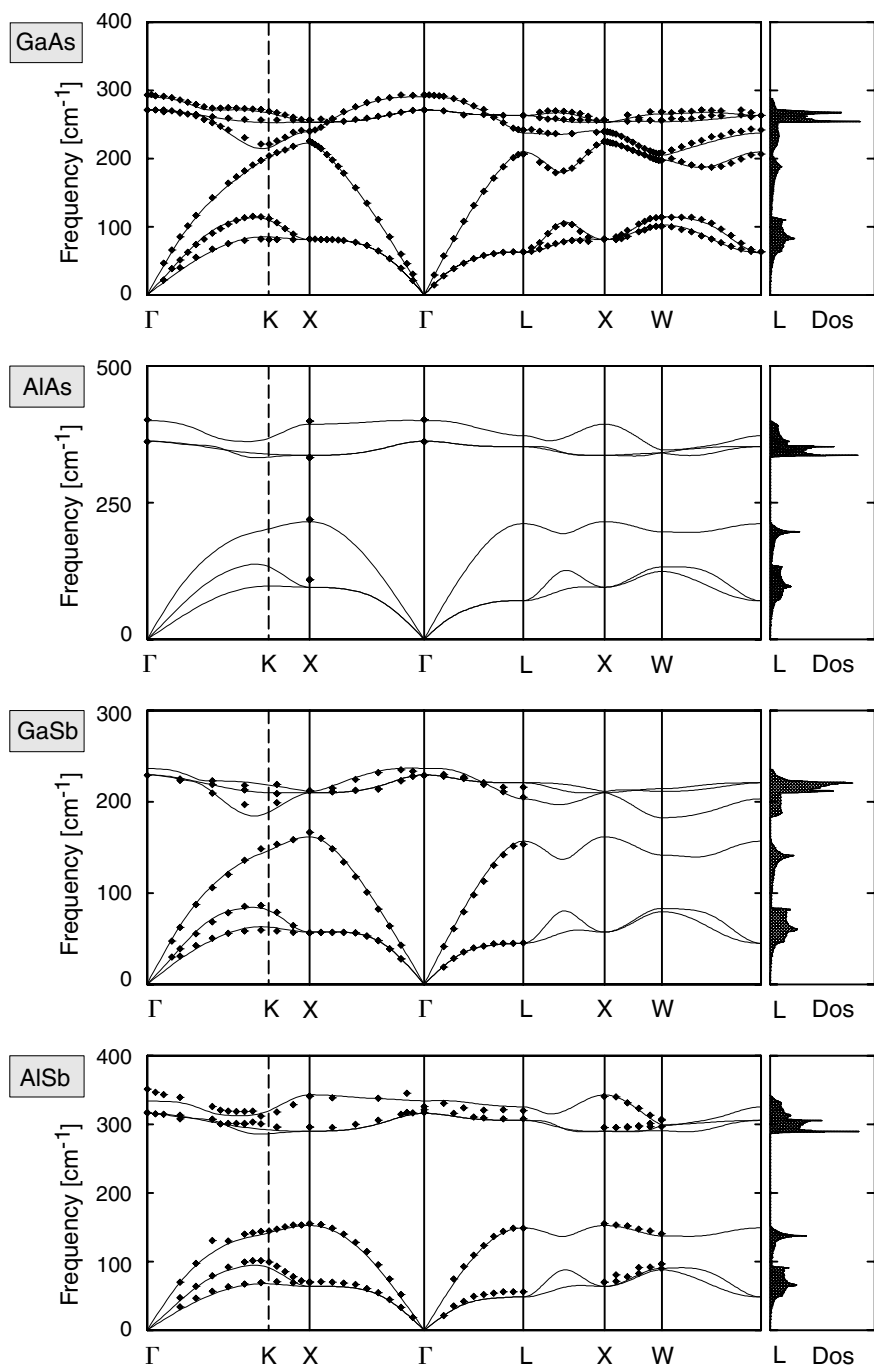 GaAs
400
300
200
100
0
Frequency [cm⁻¹]
Γ K X Γ L X W L Dos
AlAs
500
250
0
Frequency [cm⁻¹]
Γ K X Γ L X W L Dos
GaSb
300
200
100
0
Frequency [cm⁻¹]
Γ K X Γ L X W L Dos
AlSb
400
300
200
100
0
Frequency [cm⁻¹]
Γ K X Γ L X W L Dos